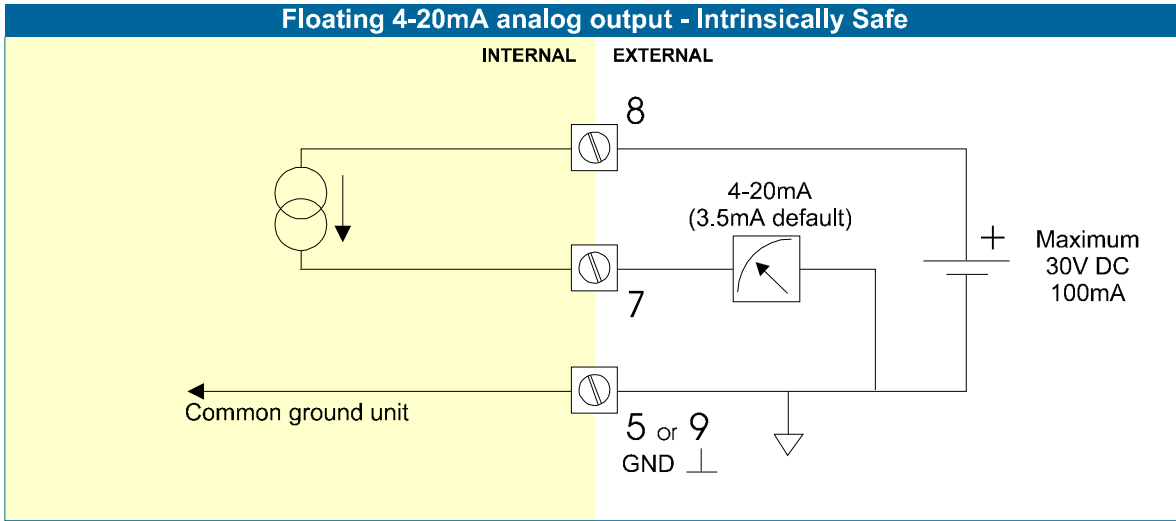 Floating 4-20mA analog output - Intrinsically Safe
INTERNAL EXTERNAL
8
4-20mA
(3.5mA default)
+
Maximum
30V DC
100mA
7
Common ground unit
5 or 9
GND